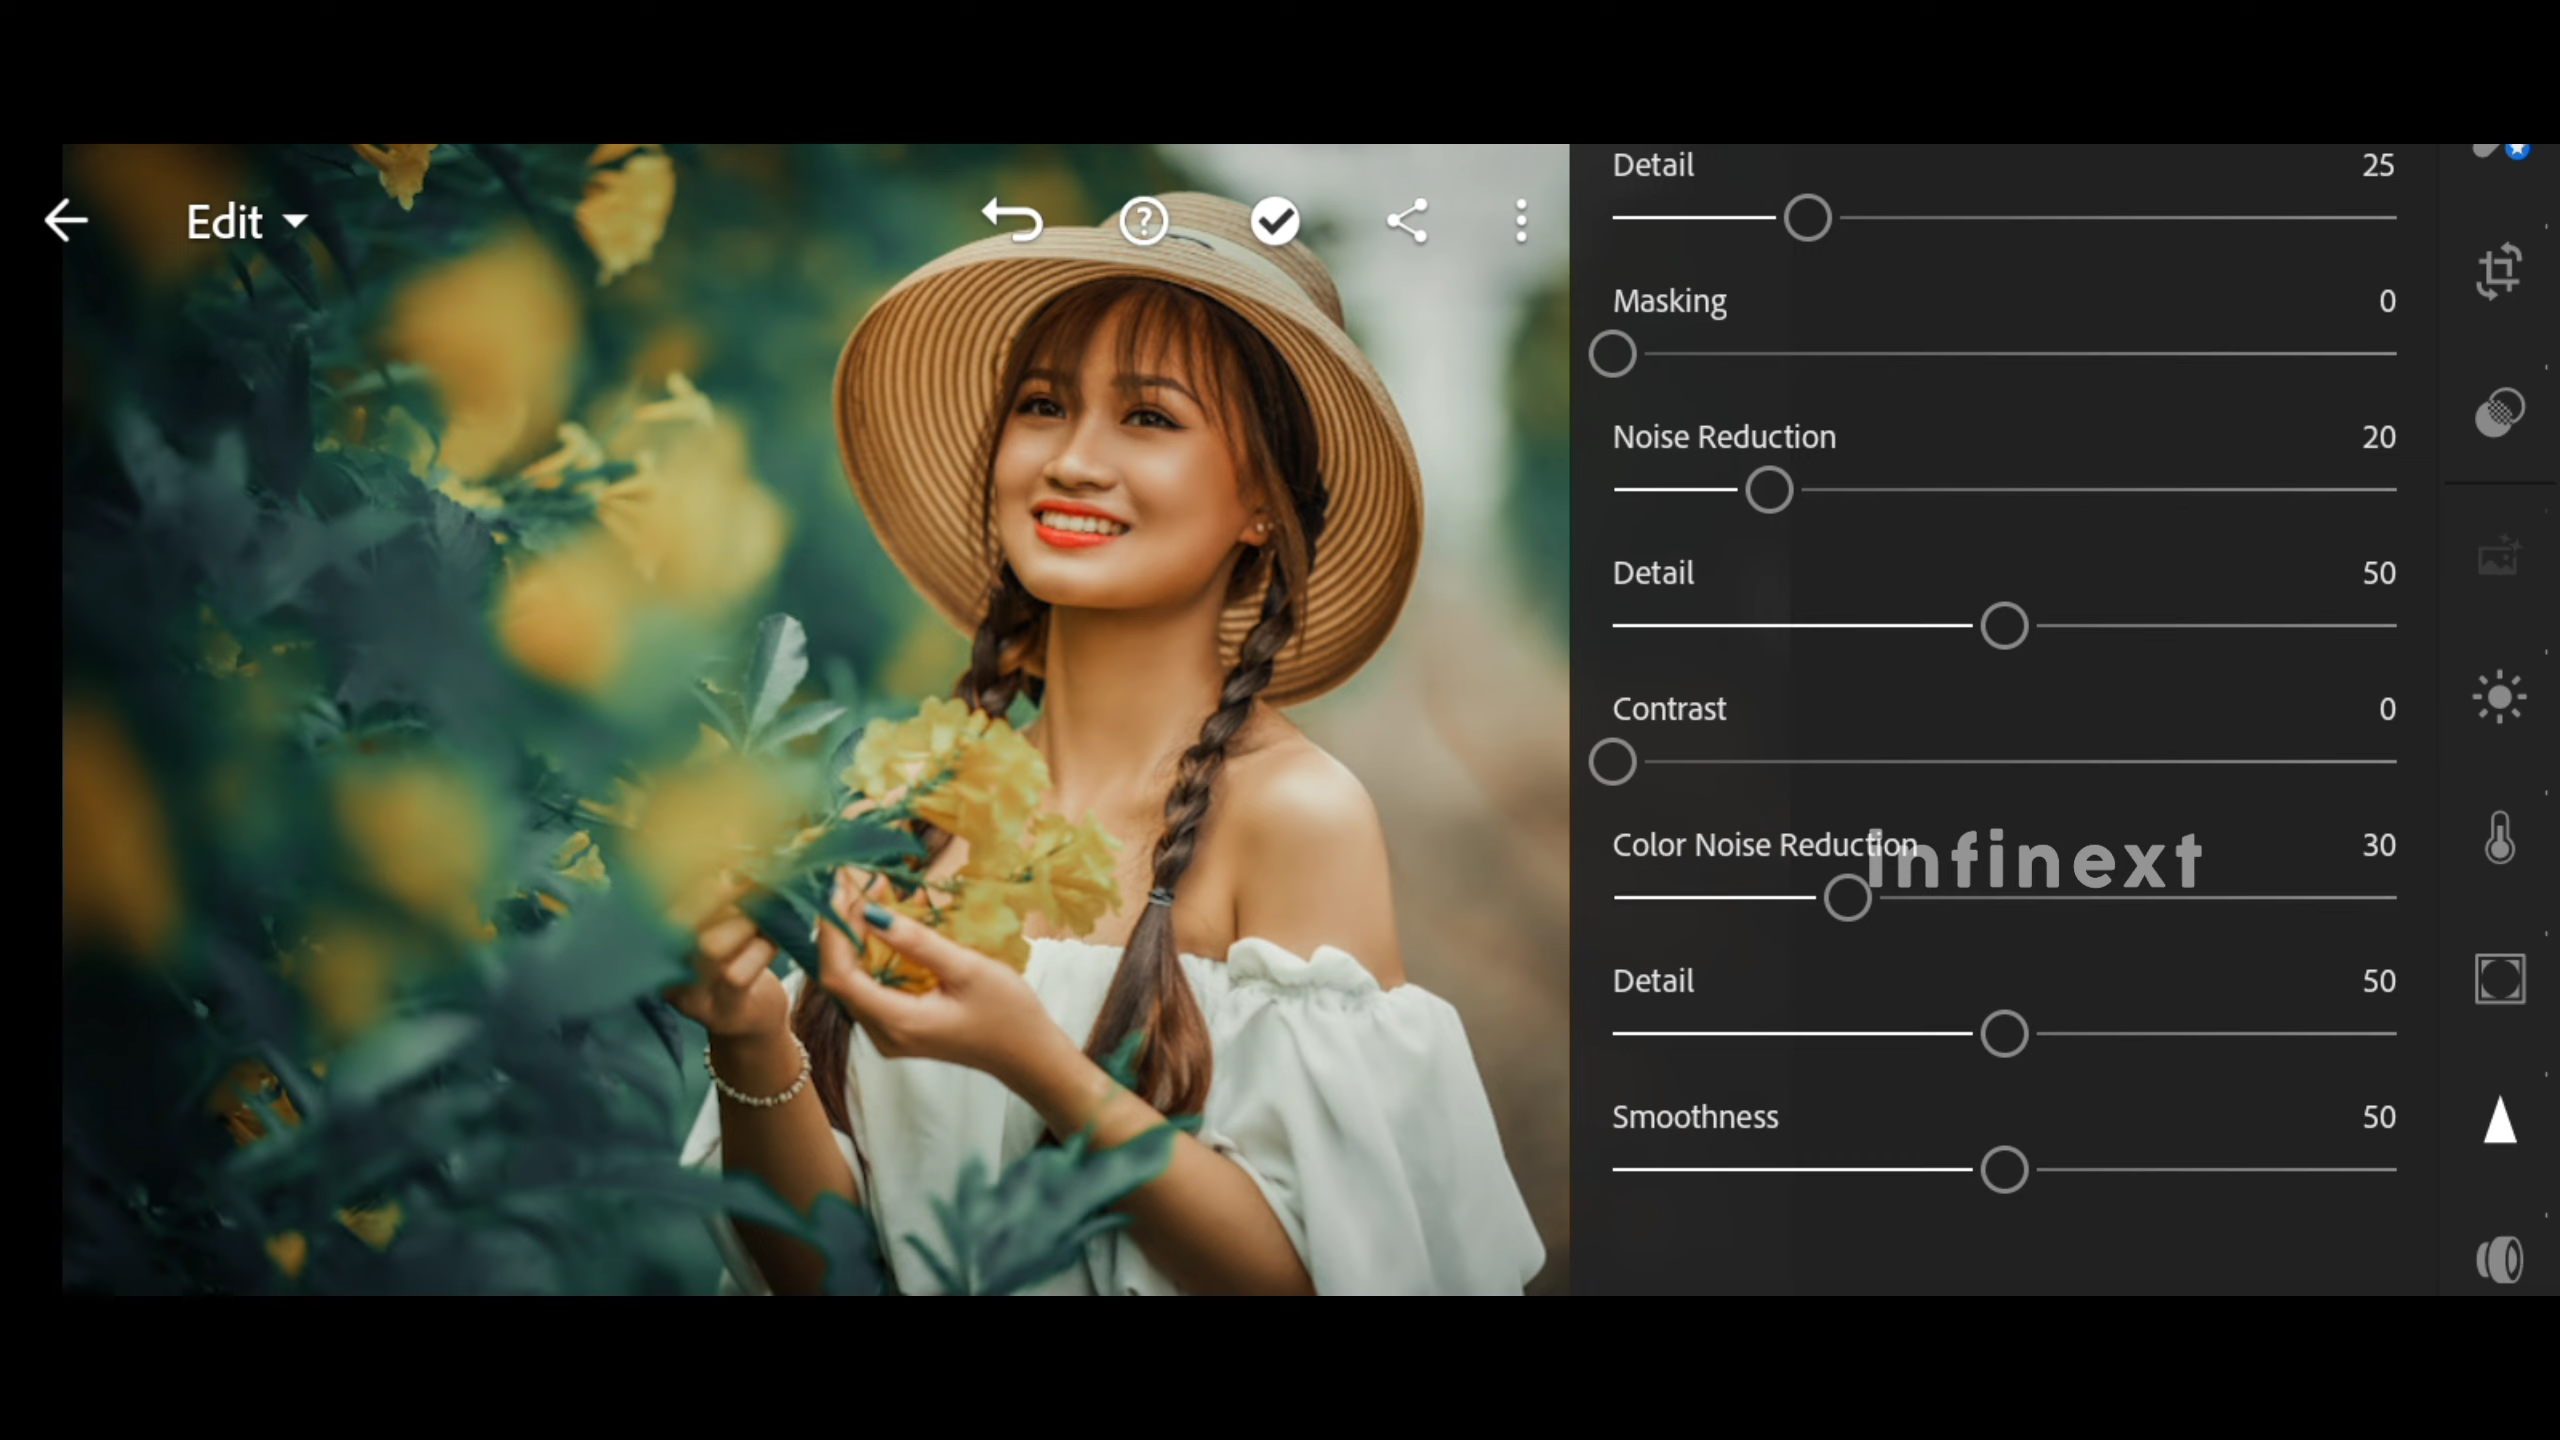 Edit
Detail 25
Masking 0
Noise Reduction 20
Detail 50
Contrast 0
Color Noise Reduction 30
Infinext
Detail 50
Smoothness 50